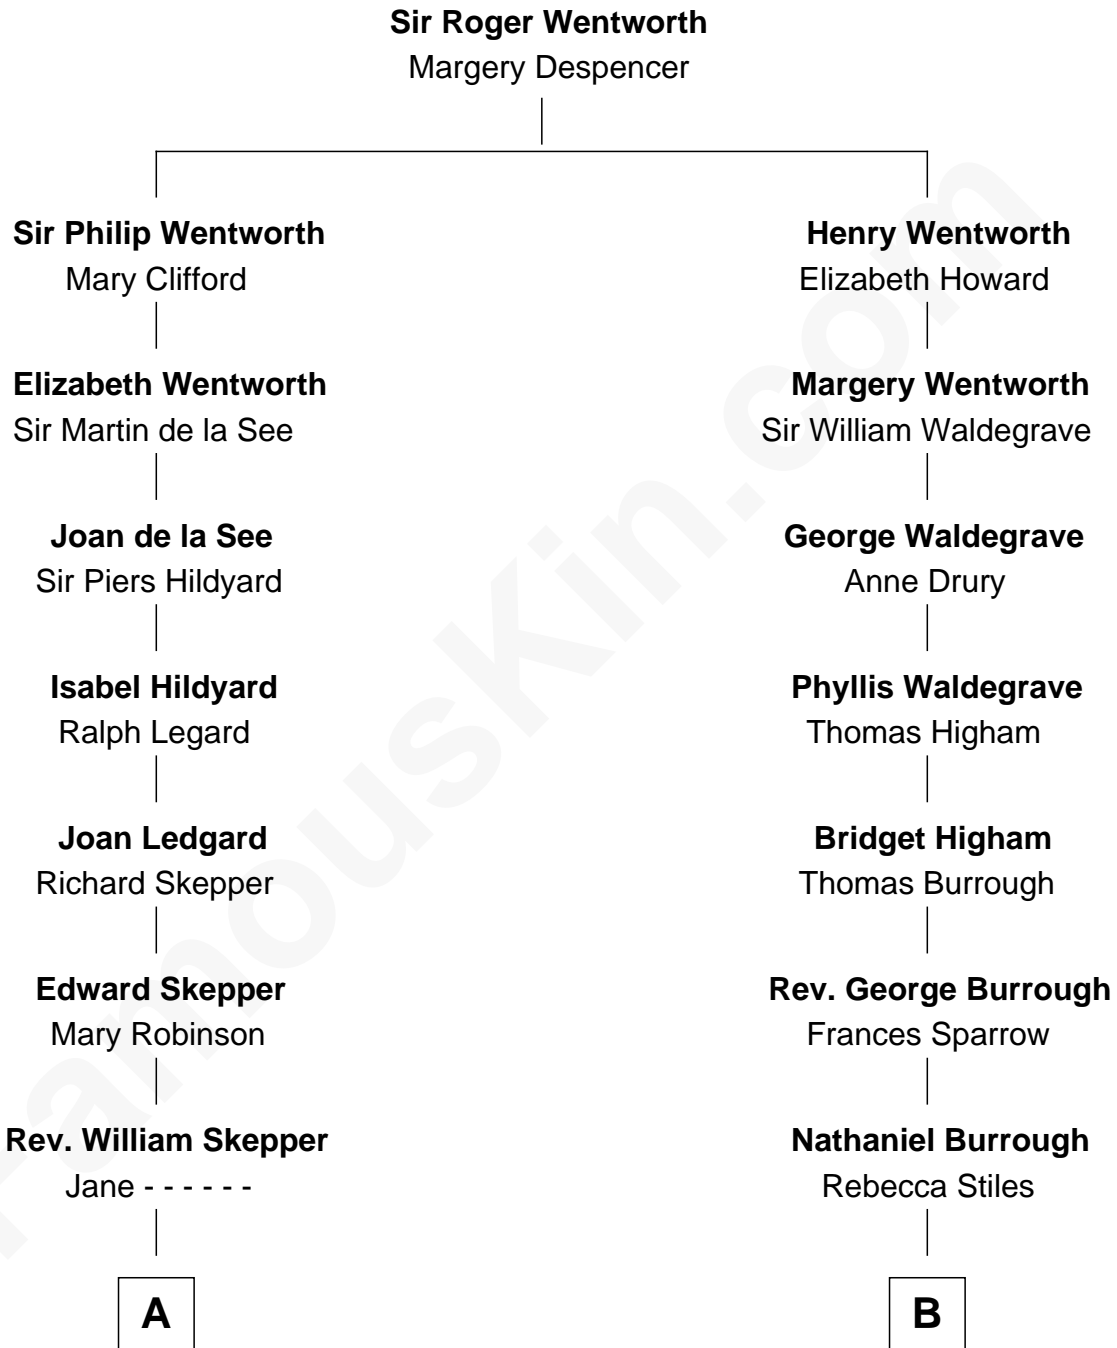 Sir Roger Wentworth
Margery Despencer
Sir Philip Wentworth
Mary Clifford
Henry Wentworth
Elizabeth Howard
Elizabeth Wentworth
Sir Martin de la See
Margery Wentworth
Sir William Waldegrave
Joan de la See
Sir Piers Hildyard
George Waldegrave
Anne Drury
Isabel Hildyard
Ralph Legard
Phyllis Waldegrave
Thomas Higham
Joan Ledgard
Richard Skepper
Bridget Higham
Thomas Burrough
Edward Skepper
Mary Robinson
Rev. George Burrough
Frances Sparrow
Rev. William Skepper
Jane - - - - - -
Nathaniel Burrough
Rebecca Stiles
A
B
FamousKin.com